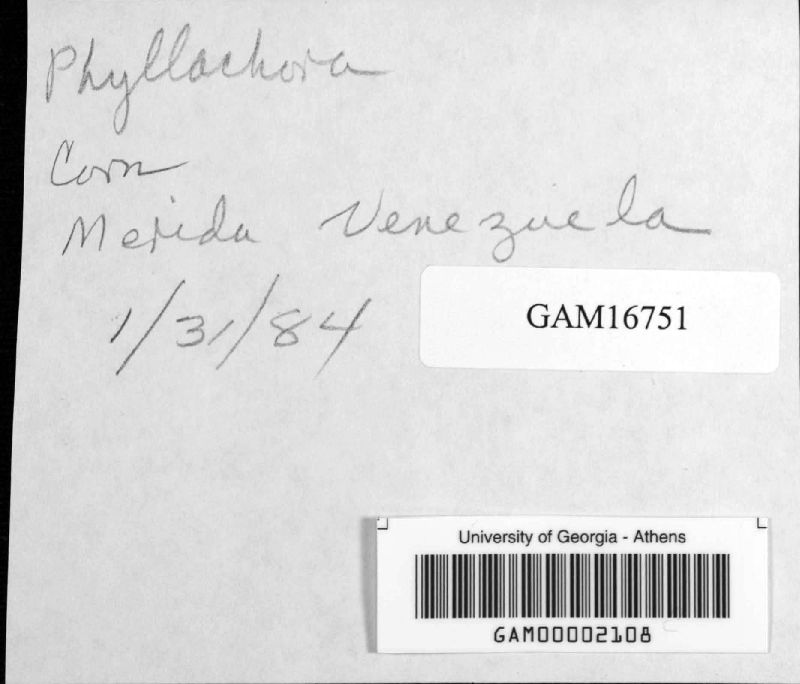 Phyllachora
Corn
Merida Venezuela
1/31/84
GAM16751
University of Georgia - Athens
GAM00002108